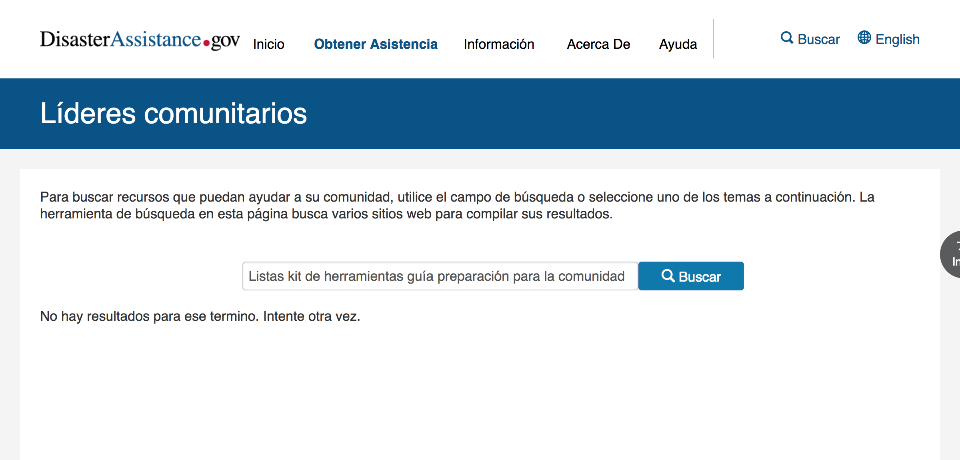 DisasterAssistance.gov Inicio Obtener Asistencia Información Acerca De Ayuda Buscar English
Líderes comunitarios
Para buscar recursos que puedan ayudar a su comunidad, utilice el campo de búsqueda o seleccione uno de los temas a continuación. La
herramienta de búsqueda en esta página busca varios sitios web para compilar sus resultados.
Listas kit de herramientas guía preparación para la comunidad Buscar
No hay resultados para ese termino. Intente otra vez.